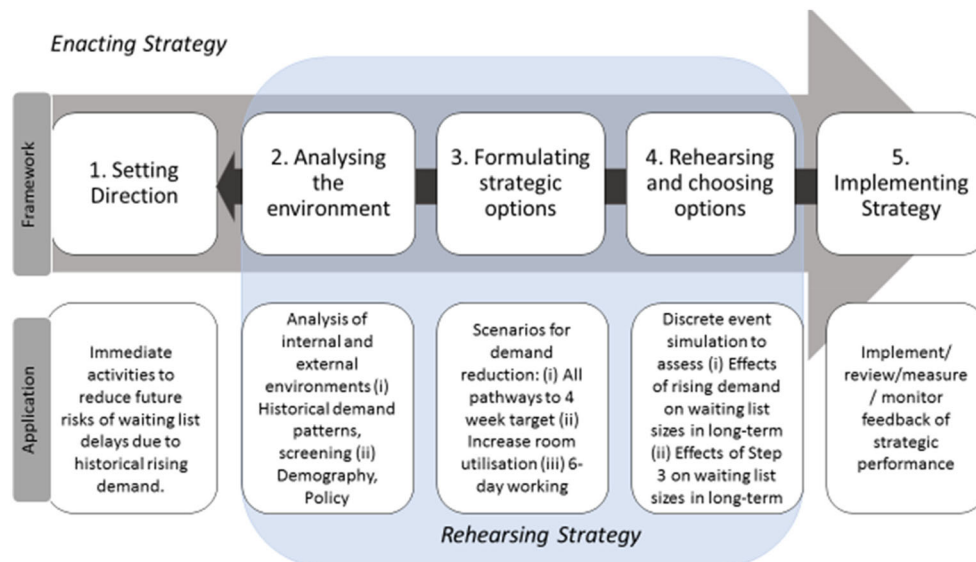 Enacting Strategy
Framework
1. Setting
Direction
2. Analysing
the
environment
3. Formulating
strategic
options
4. Rehearsing
and choosing
options
5.
Implementing
Strategy
Application
Immediate
activities to
reduce future
risks of waiting list
delays due to
historical rising
demand.
Analysis of
internal and
external
environments (i)
Historical demand
patterns,
screening (ii)
Demography,
Policy
Scenarios for
demand
reduction: (i) All
pathways to 4
week target (ii)
Increase room
utilisation (iii) 6-
day working
Discrete event
simulation to
assess (i) Effects
of rising demand
on waiting list
sizes in long-term
(ii) Effects of Step
3 on waiting list
sizes in long-term
Implement/
review/measure
/ monitor
feedback of
strategic
performance
Rehearsing Strategy